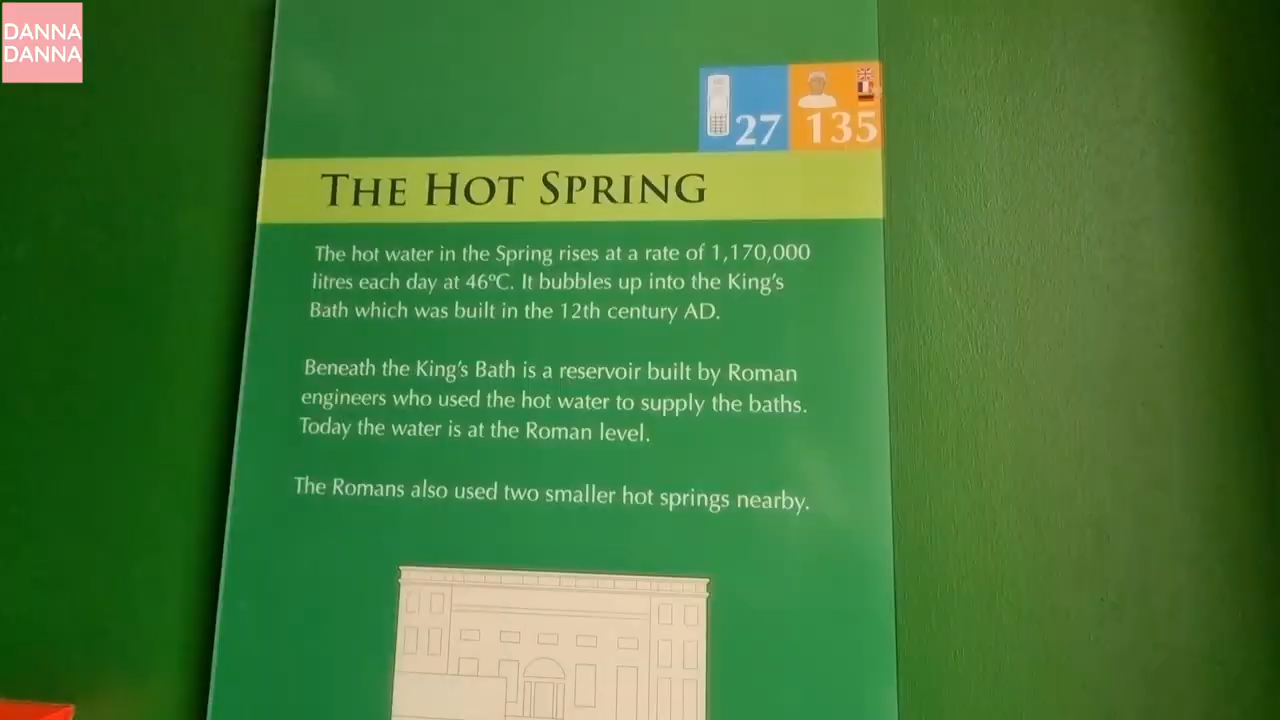 DANNA
DANNA
27
135
THE HOT SPRING
The hot water in the Spring rises at a rate of 1,170,000
litres each day at 46ºC. It bubbles up into the King's
Bath which was built in the 12th century AD.
Beneath the King's Bath is a reservoir built by Roman
engineers who used the hot water to supply the baths.
Today the water is at the Roman level.
The Romans also used two smaller hot springs nearby.